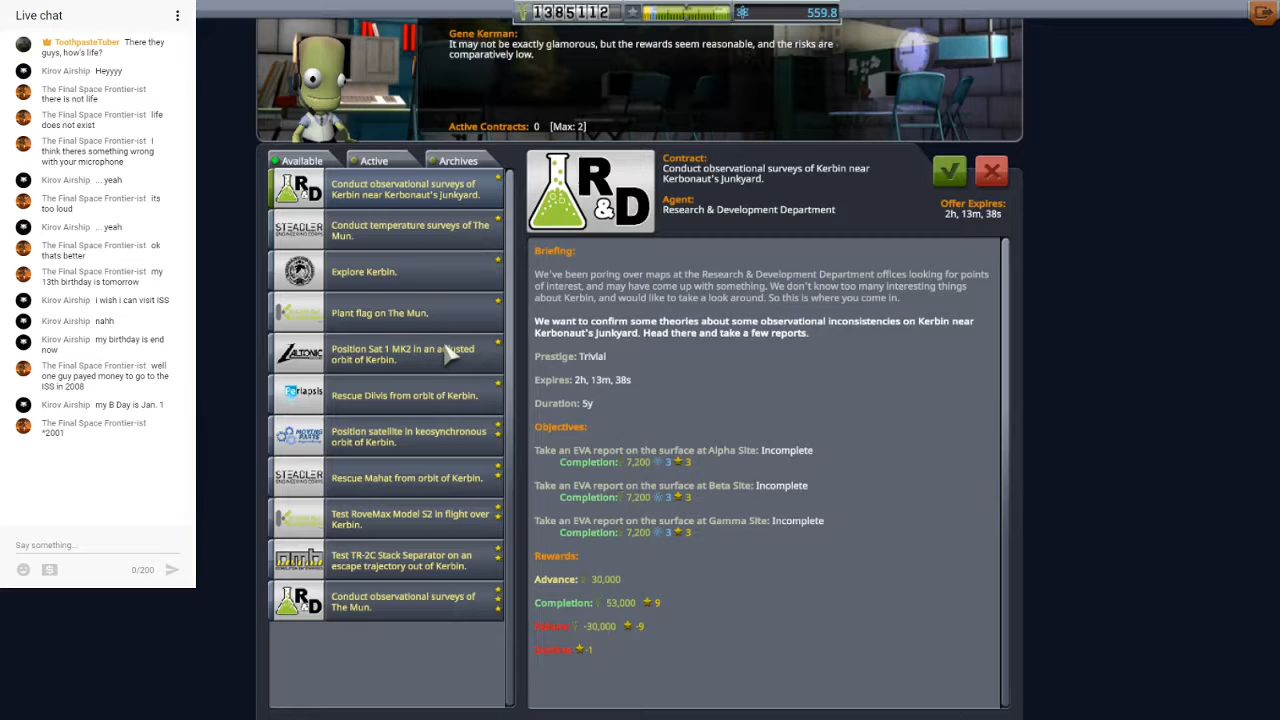 Live chat
ToothpasteTuber There they
guys, how's life?
Kirov Airship Heyyyy
The Final Space Frontier-ist
there is not life
The Final Space Frontier-ist life
does not exist
The Final Space Frontier-ist I
think theres something wrong
with your microphone
Kirov Airship ... yeah
The Final Space Frontier-ist its
too loud
Kirov Airship ... yeah
The Final Space Frontier-ist ok
thats better
The Final Space Frontier-ist my
13th birthday is tomorrow
Kirov Airship i wish i can visit ISS
Kirov Airship nahh
Kirov Airship my birthday is end
now
The Final Space Frontier-ist well
one guy payed money to go to the
ISS in 2008
Kirov Airship my B Day is Jan. 1
The Final Space Frontier-ist
*2001
Say something...
0/200
1385112
559.8
Gene Kerman:
It may not be exactly glamorous, but the rewards seem reasonable, and the risks are
comparatively low.
Active Contracts: 0 [Max: 2]
Available Active Archives
R&D
Conduct observational surveys of
Kerbin near Kerbonaut's Junkyard.
STEADLER
ENGINEERING CORPS
Conduct temperature surveys of The
Mun.
Explore Kerbin.
Plant flag on The Mun.
ZALTONIC
Position Sat 1 MK2 in an adjusted
orbit of Kerbin.
Periapsis
Rescue Dilvis from orbit of Kerbin.
MOVING PARTS
Position satellite in keosynchronous
orbit of Kerbin.
STEADLER
ENGINEERING CORPS
Rescue Mahat from orbit of Kerbin.
Test RoveMax Model S2 in flight over
Kerbin.
Test TR-2C Stack Separator on an
escape trajectory out of Kerbin.
R&D
Conduct observational surveys of
The Mun.
R&D
Contract:
Conduct observational surveys of Kerbin near
Kerbonaut's Junkyard.
Agent:
Research & Development Department
Offer Expires:
2h, 13m, 38s
Briefing:
We've been poring over maps at the Research & Development Department offices looking for points
of interest, and may have come up with something. We don't know too many interesting things
about Kerbin, and would like to take a look around. So this is where you come in.
We want to confirm some theories about some observational inconsistencies on Kerbin near
Kerbonaut's Junkyard. Head there and take a few reports.
Prestige: Trivial
Expires: 2h, 13m, 38s
Duration: 5y
Objectives:
Take an EVA report on the surface at Alpha Site: Incomplete
Completion: 7,200 3 3
Take an EVA report on the surface at Beta Site: Incomplete
Completion: 7,200 3 3
Take an EVA report on the surface at Gamma Site: Incomplete
Completion: 7,200 3 3
Rewards:
Advance: 30,000
Completion: 53,000 9
Failure: -30,000 -9
Decline: -1